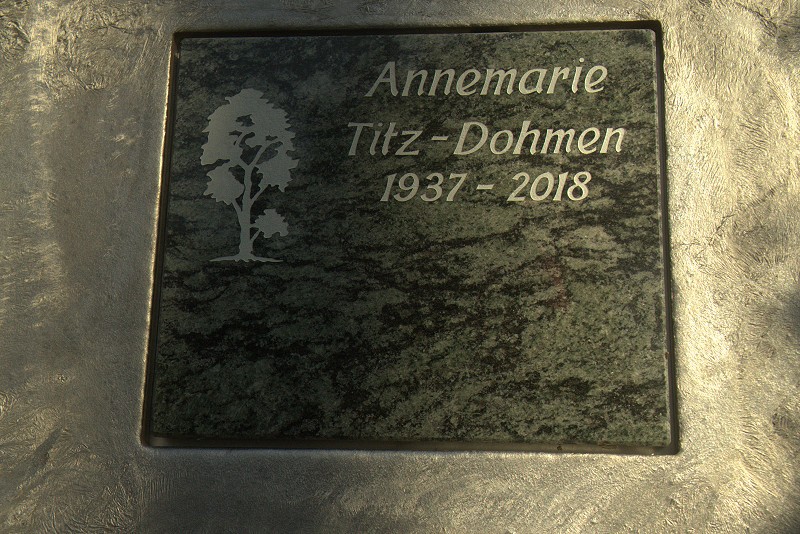 Annemarie
Titz-Dohmen
1937 - 2018